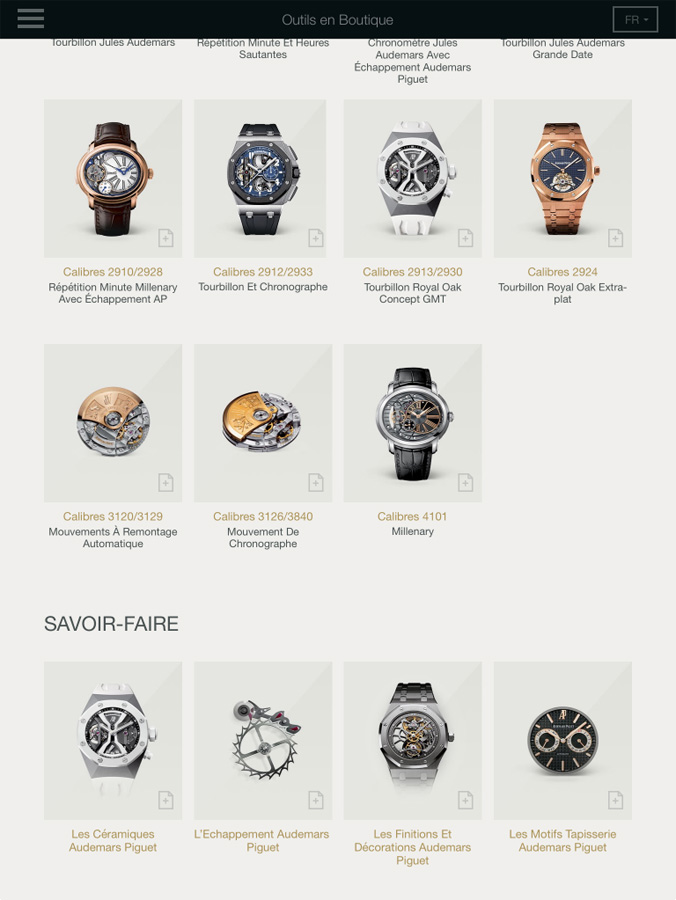 Outils en Boutique
FR
Tourbillon Jules Audemars
Répétition Minute Et Heures
Sautantes
Chronomètre Jules
Audemars Avec
Échappement Audemars
Piguet
Tourbillon Jules Audemars
Grande Date
Calibres 2910/2928
Répétition Minute Millenary
Avec Échappement AP
Calibres 2912/2933
Tourbillon Et Chronographe
Calibres 2913/2930
Tourbillon Royal Oak
Concept GMT
Calibres 2924
Tourbillon Royal Oak Extra-
plat
Calibres 3120/3129
Mouvements À Remontage
Automatique
Calibres 3126/3840
Mouvement De
Chronographe
Calibres 4101
Millenary
SAVOIR-FAIRE
Les Céramiques
Audemars Piguet
L'Echappement Audemars
Piguet
Les Finitions Et
Décorations Audemars
Piguet
Les Motifs Tapisserie
Audemars Piguet